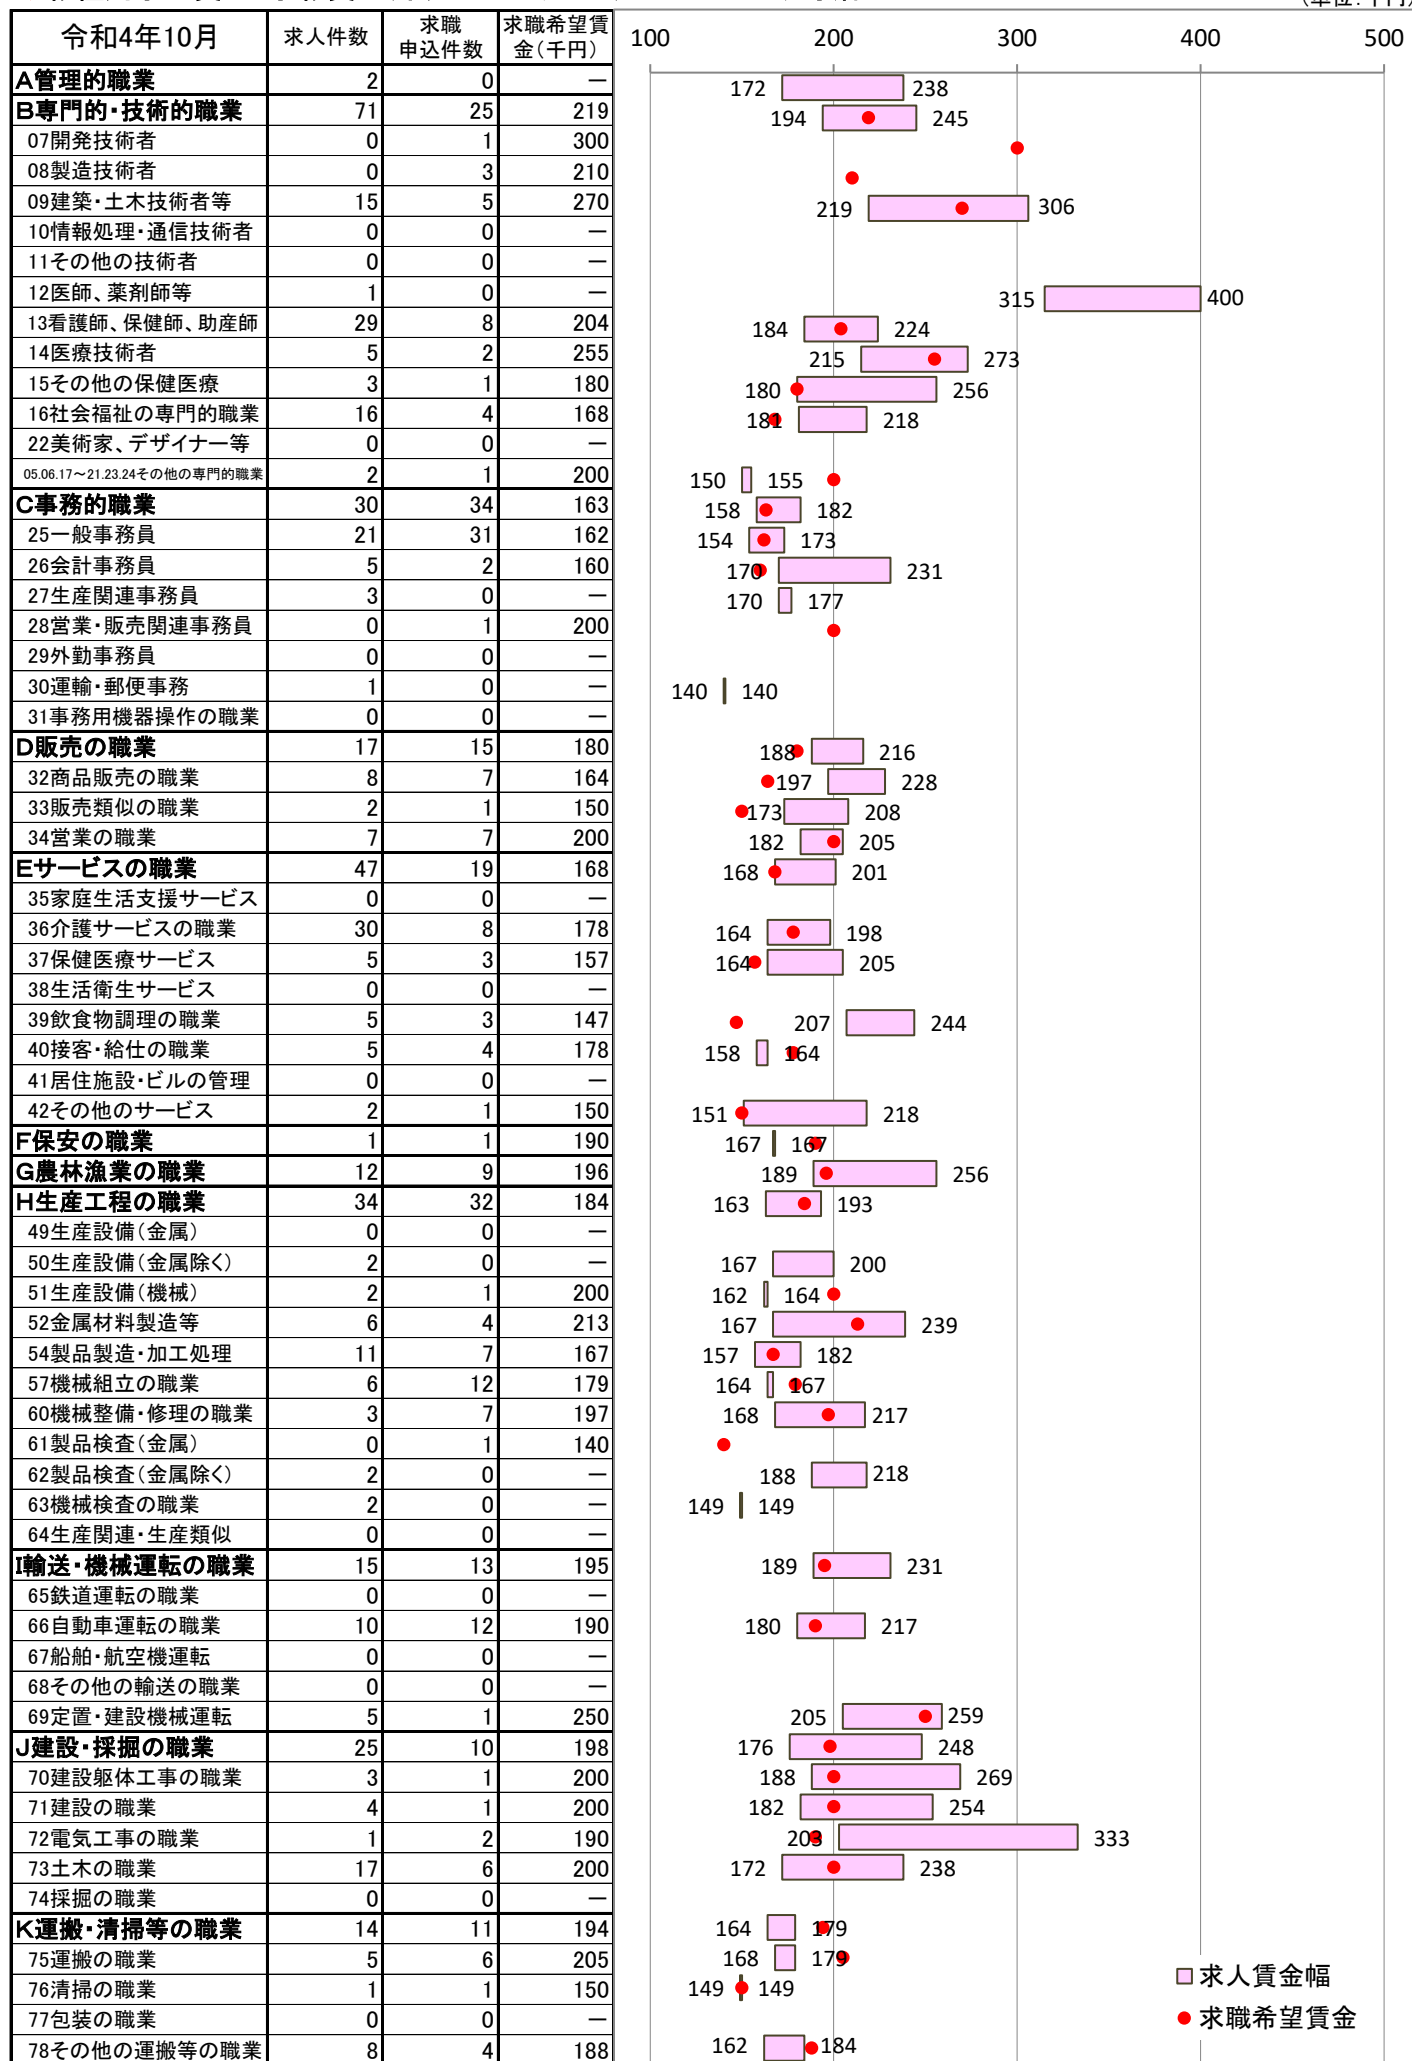 (単位:千円)
令和4年10月 求人件数 求職申込件数 求職希望賃金(千円) 100 200 300 400 500
A管理的職業 2 0 － 172 238
B専門的・技術的職業 71 25 219 194 245
07開発技術者 0 1 300
08製造技術者 0 3 210
09建築・土木技術者等 15 5 270 219 306
10情報処理・通信技術者 0 0 －
11その他の技術者 0 0 －
12医師、薬剤師等 1 0 － 315 400
13看護師、保健師、助産師 29 8 204 184 224
14医療技術者 5 2 255 215 273
15その他の保健医療 3 1 180 180 256
16社会福祉の専門的職業 16 4 168 181 218
22美術家、デザイナー等 0 0 －
05.06.17～21.23.24その他の専門的職業 2 1 200 150 155
C事務的職業 30 34 163 158 182
25一般事務員 21 31 162 154 173
26会計事務員 5 2 160 170 231
27生産関連事務員 3 0 － 170 177
28営業・販売関連事務員 0 1 200
29外勤事務員 0 0 －
30運輸・郵便事務 1 0 － 140 140
31事務用機器操作の職業 0 0 －
D販売の職業 17 15 180 188 216
32商品販売の職業 8 7 164 197 228
33販売類似の職業 2 1 150 173 208
34営業の職業 7 7 200 182 205
Eサービスの職業 47 19 168 168 201
35家庭生活支援サービス 0 0 －
36介護サービスの職業 30 8 178 164 198
37保健医療サービス 5 3 157 164 205
38生活衛生サービス 0 0 －
39飲食物調理の職業 5 3 147 207 244
40接客・給仕の職業 5 4 178 158 164
41居住施設・ビルの管理 0 0 －
42その他のサービス 2 1 150 151 218
F保安の職業 1 1 190 167 167
G農林漁業の職業 12 9 196 189 256
H生産工程の職業 34 32 184 163 193
49生産設備(金属) 0 0 －
50生産設備(金属除く) 2 0 － 167 200
51生産設備(機械) 2 1 200 162 164
52金属材料製造等 6 4 213 167 239
54製品製造・加工処理 11 7 167 157 182
57機械組立の職業 6 12 179 164 167
60機械整備・修理の職業 3 7 197 168 217
61製品検査(金属) 0 1 140
62製品検査(金属除く) 2 0 － 188 218
63機械検査の職業 2 0 － 149 149
64生産関連・生産類似 0 0 －
I輸送・機械運転の職業 15 13 195 189 231
65鉄道運転の職業 0 0 －
66自動車運転の職業 10 12 190 180 217
67船舶・航空機運転 0 0 －
68その他の輸送の職業 0 0 －
69定置・建設機械運転 5 1 250 205 259
J建設・採掘の職業 25 10 198 176 248
70建設躯体工事の職業 3 1 200 188 269
71建設の職業 4 1 200 182 254
72電気工事の職業 1 2 190 203 333
73土木の職業 17 6 200 172 238
74採掘の職業 0 0 －
K運搬・清掃等の職業 14 11 194 164 179
75運搬の職業 5 6 205 168 179
76清掃の職業 1 1 150 149 149
77包装の職業 0 0 －
78その他の運搬等の職業 8 4 188 162 184
求人賃金幅
求職希望賃金